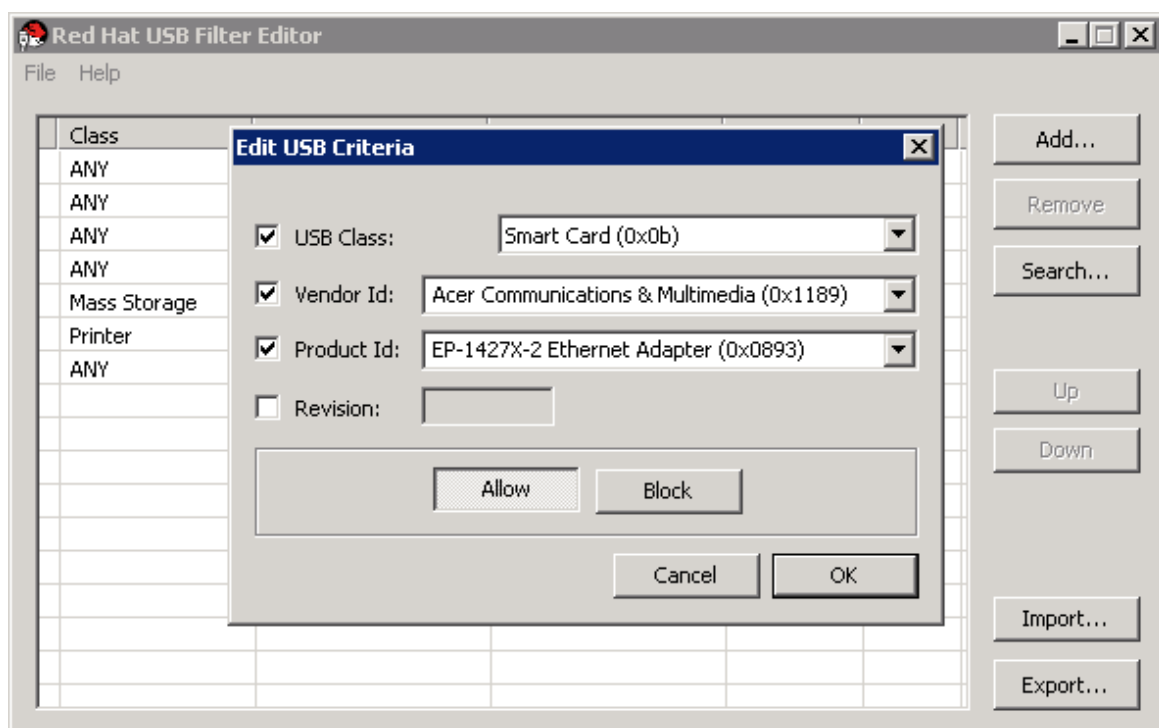 Red Hat USB Filter Editor
File Help
Class
Edit USB Criteria
Add...
ANY
ANY
Remove
ANY
USB Class: Smart Card (0x0b)
ANY
Search...
Mass Storage
Vendor Id: Acer Communications & Multimedia (0x1189)
Printer
Product Id: EP-1427X-2 Ethernet Adapter (0x0893)
ANY
Up
Revision:
Down
Allow Block
Cancel OK
Import...
Export...